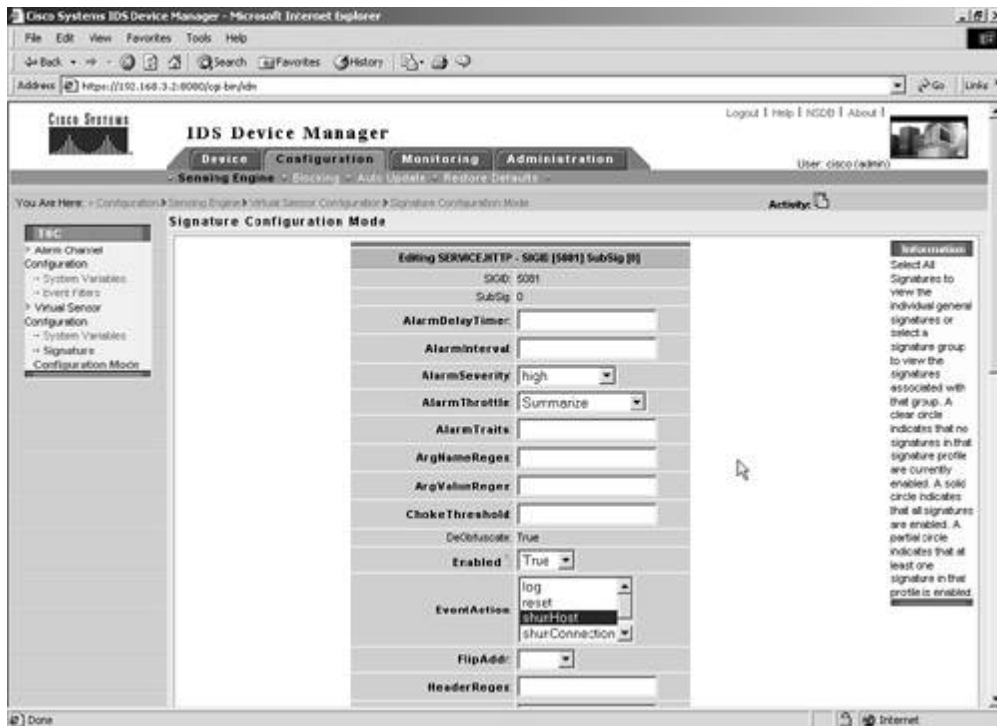 Cisco Systems IDS Device Manager - Microsoft Internet Explorer
File Edit View Favorites Tools Help
Back Search Favorites History
Address https://192.168.3.2:8080/cgi-bin/idm Go Links
Cisco Systems
IDS Device Manager
Logout | Help | NSDB | About |
Device Configuration Monitoring Administration
User: cisco (admin)
Sensing Engine Blocking Auto Update Restore Defaults
You Are Here: Configuration Sensing Engine Virtual Sensor Configuration Signature Configuration Mode
Activity:
Signature Configuration Mode
TOC
Alarm Channel
Configuration
System Variables
Event Filters
Virtual Sensor
Configuration
System Variables
Signature
Configuration Mode
Editing SERVICE.HTTP - SIGID [5081] SubSig [0]
SIGID: 5081
SubSig: 0
AlarmDelayTimer:
AlarmInterval:
AlarmSeverity: high
AlarmThrottle: Summarize
AlarmTraits:
ArgNameRegex:
ArgValueRegex:
ChokeThreshold:
DeObfuscate: True
Enabled True
EventAction:
log
reset
shunHost
shunConnection
FlipAddr:
HeaderRegex:
Information
Select All
Signatures to
view the
individual general
signatures or
select a
signature group
to view the
signatures
associated with
that group. A
clear circle
indicates that no
signatures in that
signature profile
are currently
enabled. A solid
circle indicates
that all signatures
are enabled. A
partial circle
indicates that at
least one
signature in that
profile is enabled.
Done
Internet